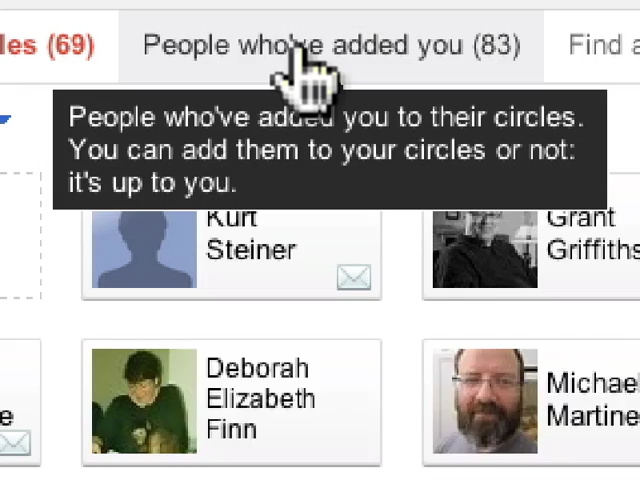 les (69) People who've added you (83) Find a
People who've added you to their circles.
You can add them to your circles or not:
it's up to you.
Kurt
Steiner
Grant
Griffiths
Deborah
Elizabeth
Finn
Michael
Martine
e